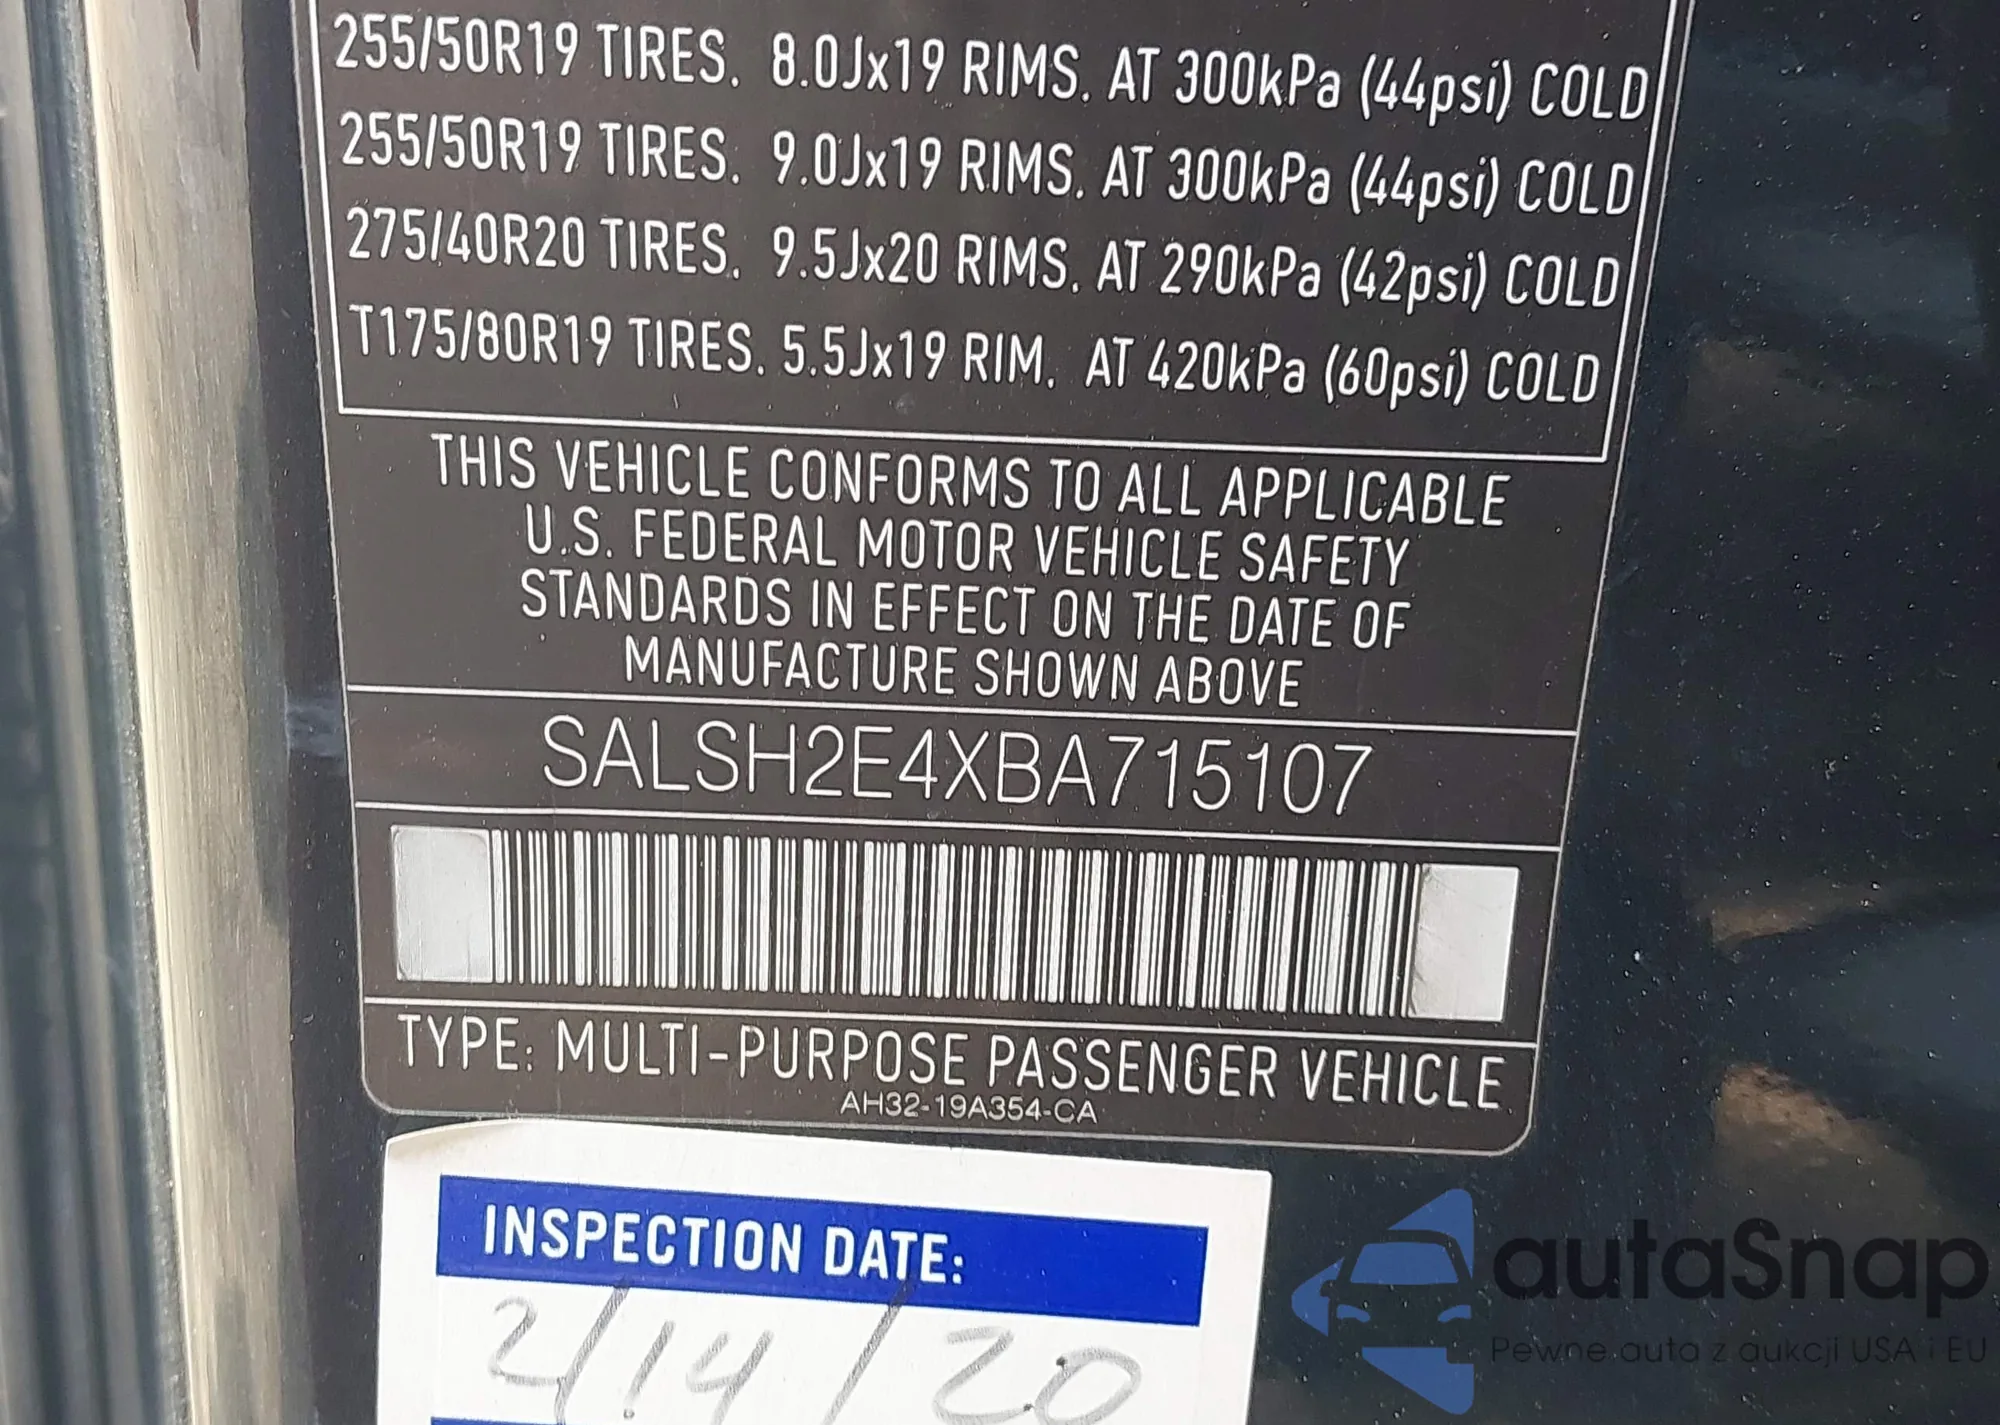 255/50R19 TIRES. 8.0Jx19 RIMS. AT 300kPa (44psi) COLD
255/50R19 TIRES. 9.0Jx19 RIMS. AT 300kPa (44psi) COLD
275/40R20 TIRES. 9.5Jx20 RIMS. AT 290kPa (42psi) COLD
T175/80R19 TIRES. 5.5Jx19 RIM. AT 420kPa (60psi) COLD
THIS VEHICLE CONFORMS TO ALL APPLICABLE
U.S. FEDERAL MOTOR VEHICLE SAFETY
STANDARDS IN EFFECT ON THE DATE OF
MANUFACTURE SHOWN ABOVE
SALSH2E4XBA715107
TYPE: MULTI-PURPOSE PASSENGER VEHICLE
AH32-19A354-CA
INSPECTION DATE:
2/14/20
autaSnap
Pewne auta z aukcji USA i EU